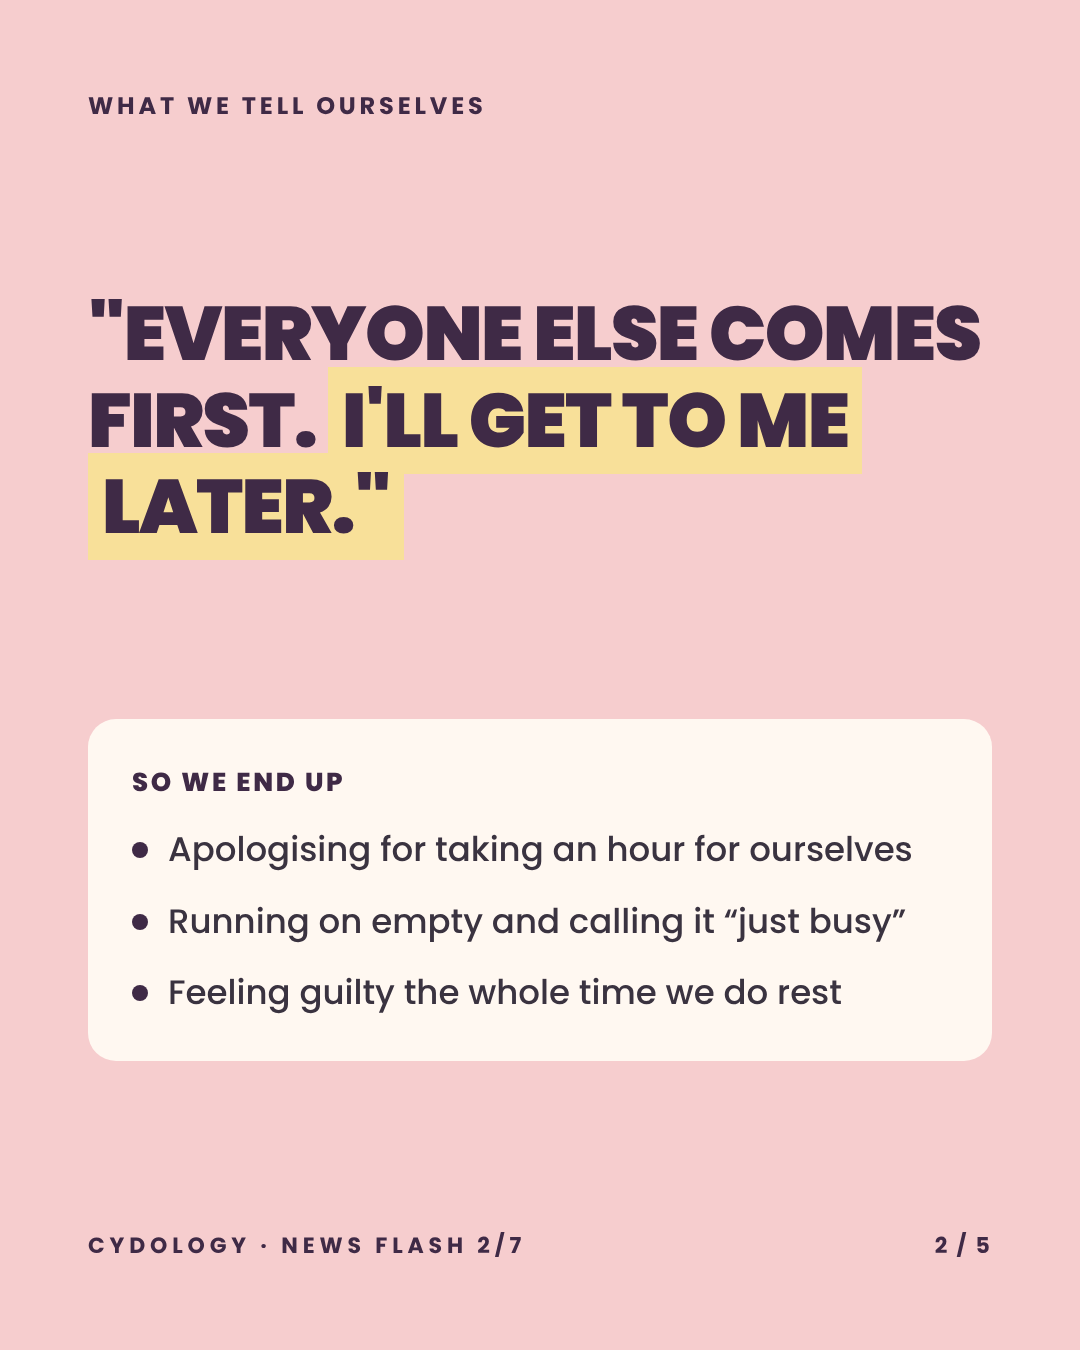 WHAT WE TELL OURSELVES
"EVERYONE ELSE COMES
FIRST. I'LL GET TO ME
LATER."
SO WE END UP
• Apologising for taking an hour for ourselves
• Running on empty and calling it “just busy”
• Feeling guilty the whole time we do rest
CYDOLOGY · NEWS FLASH 2/7
2 / 5